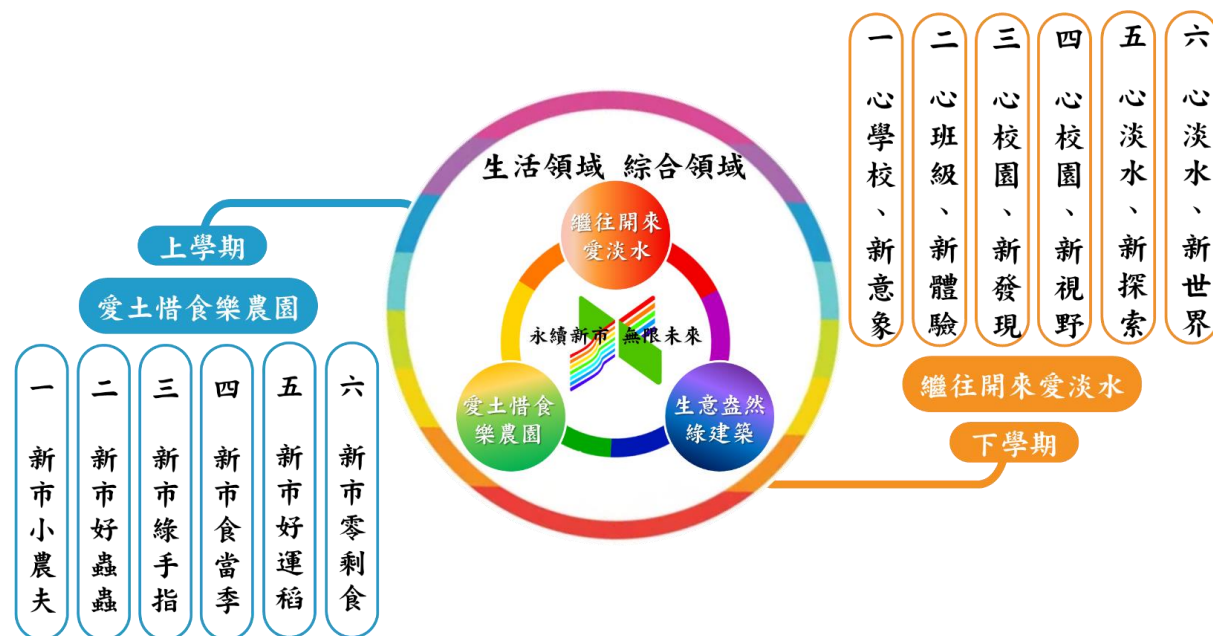 生活領域 綜合領域
繼往開來
愛淡水
永續新市 無限未來
愛土惜食
樂農園
生意盎然
綠建築
上學期
愛土惜食樂農園
一 新市小農夫
二 新市好蟲蟲
三 新市綠手指
四 新市食當季
五 新市好運稻
六 新市零剩食
一 心學校、新意象
二 心班級、新體驗
三 心校園、新發現
四 心校園、新視野
五 心淡水、新探索
六 心淡水、新世界
繼往開來愛淡水
下學期